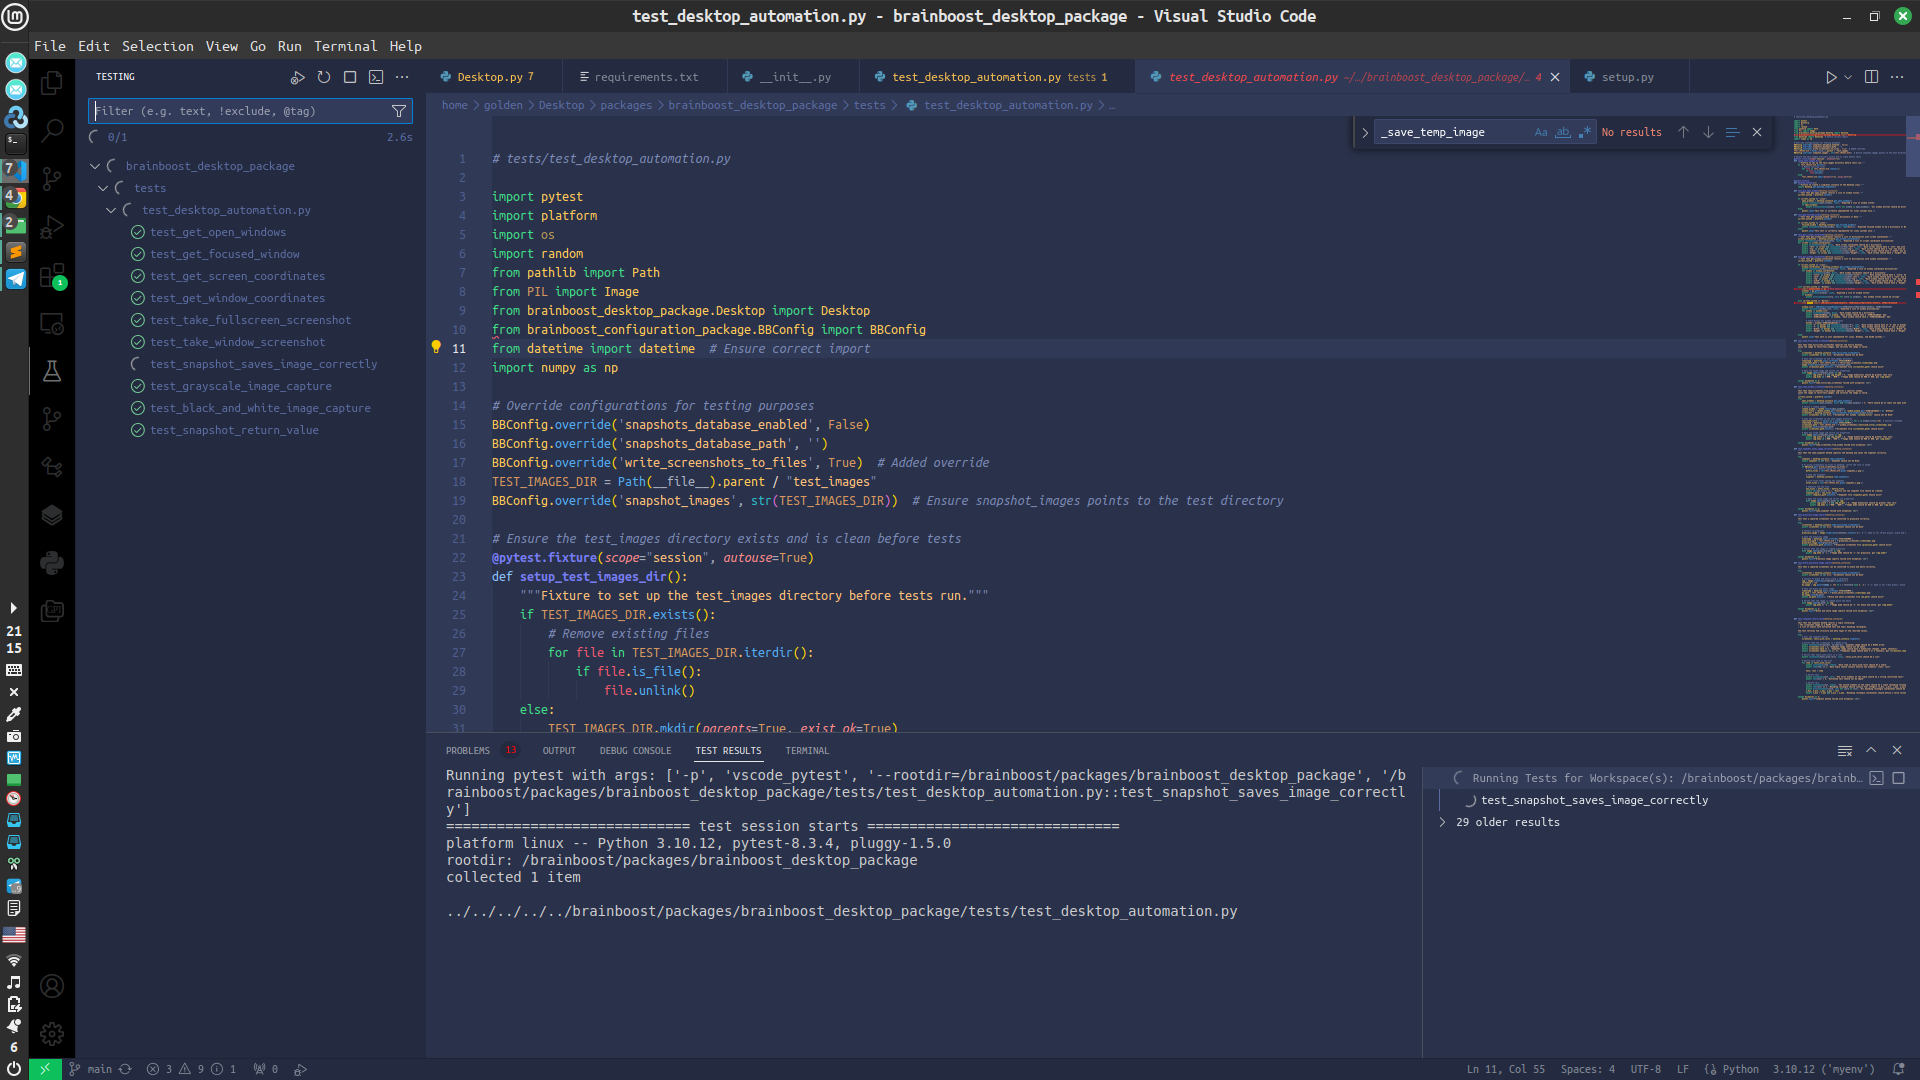 test_desktop_automation.py - brainboost_desktop_package - Visual Studio Code
File Edit Selection View Go Run Terminal Help
TESTING
Filter (e.g. text, !exclude, @tag)
0/1
2.6s
brainboost_desktop_package
tests
test_desktop_automation.py
test_get_open_windows
test_get_focused_window
test_get_screen_coordinates
test_get_window_coordinates
test_take_fullscreen_screenshot
test_take_window_screenshot
test_snapshot_saves_image_correctly
test_grayscale_image_capture
test_black_and_white_image_capture
test_snapshot_return_value
7
4
2
1
21
15
6
Desktop.py 7
requirements.txt
__init__.py
test_desktop_automation.py tests 1
test_desktop_automation.py ~/../brainboost_desktop_package/... 4
setup.py
home > golden > Desktop > packages > brainboost_desktop_package > tests > test_desktop_automation.py > ...
_save_temp_image
Aa ab .*
No results
1 # tests/test_desktop_automation.py
2
3 import pytest
4 import platform
5 import os
6 import random
7 from pathlib import Path
8 from PIL import Image
9 from brainboost_desktop_package.Desktop import Desktop
10 from brainboost_configuration_package.BBConfig import BBConfig
11 from datetime import datetime  # Ensure correct import
12 import numpy as np
13
14 # Override configurations for testing purposes
15 BBConfig.override('snapshots_database_enabled', False)
16 BBConfig.override('snapshots_database_path', '')
17 BBConfig.override('write_screenshots_to_files', True)  # Added override
18 TEST_IMAGES_DIR = Path(__file__).parent / "test_images"
19 BBConfig.override('snapshot_images', str(TEST_IMAGES_DIR))  # Ensure snapshot_images points to the test directory
20
21 # Ensure the test_images directory exists and is clean before tests
22 @pytest.fixture(scope="session", autouse=True)
23 def setup_test_images_dir():
24     """Fixture to set up the test_images directory before tests run."""
25     if TEST_IMAGES_DIR.exists():
26         # Remove existing files
27         for file in TEST_IMAGES_DIR.iterdir():
28             if file.is_file():
29                 file.unlink()
30     else:
31         TEST_IMAGES_DIR.mkdir(parents=True, exist_ok=True)
PROBLEMS 13 OUTPUT DEBUG CONSOLE TEST RESULTS TERMINAL
Running pytest with args: ['-p', 'vscode_pytest', '--rootdir=/brainboost/packages/brainboost_desktop_package', '/b
rainboost/packages/brainboost_desktop_package/tests/test_desktop_automation.py::test_snapshot_saves_image_correctl
y']
============================= test session starts ==============================
platform linux -- Python 3.10.12, pytest-8.3.4, pluggy-1.5.0
rootdir: /brainboost/packages/brainboost_desktop_package
collected 1 item
../../../../../brainboost/packages/brainboost_desktop_package/tests/test_desktop_automation.py
Running Tests for Workspace(s): /brainboost/packages/brainb...
test_snapshot_saves_image_correctly
29 older results
main 3 9 1 0
Ln 11, Col 55 Spaces: 4 UTF-8 LF {} Python 3.10.12 ('myenv')